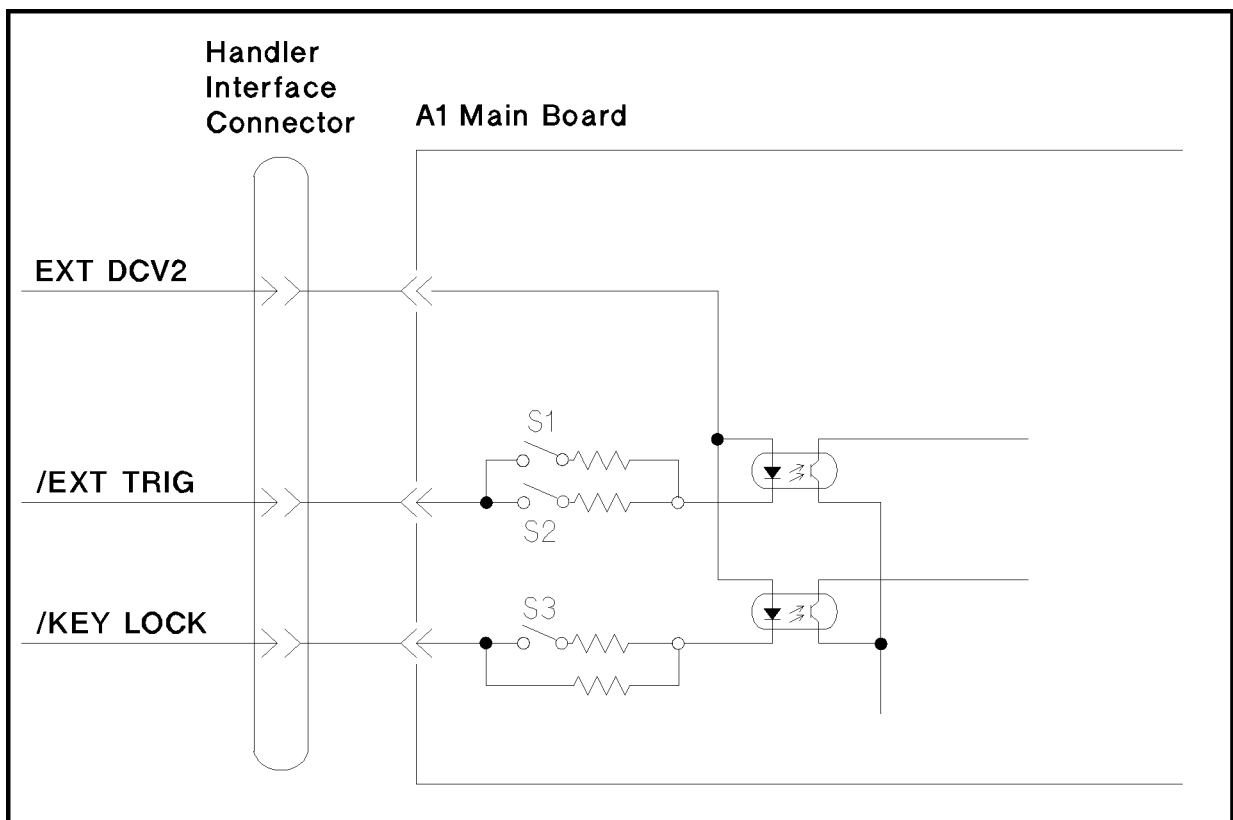 Handler
Interface
Connector
A1 Main Board
EXT DCV2
S1
/EXT TRIG
S2
S3
/KEY LOCK